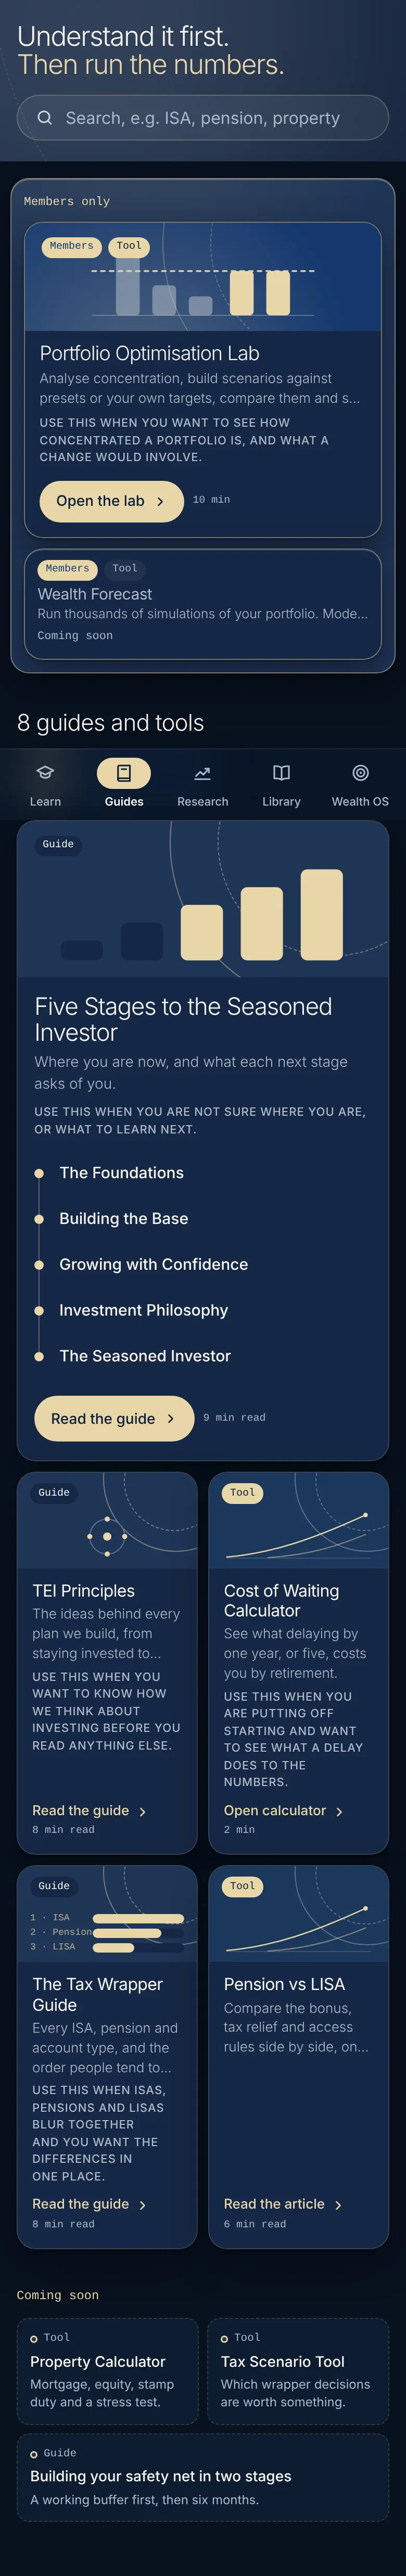 Understand it first.
Then run the numbers.
Search, e.g. ISA, pension, property
Members only
Members
Tool
Portfolio Optimisation Lab
Analyse concentration, build scenarios against
presets or your own targets, compare them and s...
USE THIS WHEN YOU WANT TO SEE HOW
CONCENTRATED A PORTFOLIO IS, AND WHAT A
CHANGE WOULD INVOLVE.
Open the lab
10 min
Members
Tool
Wealth Forecast
Run thousands of simulations of your portfolio. Mode...
Coming soon
8 guides and tools
Learn
Guides
Research
Library
Wealth OS
Guide
Five Stages to the Seasoned
Investor
Where you are now, and what each next stage
asks of you.
USE THIS WHEN YOU ARE NOT SURE WHERE YOU ARE,
OR WHAT TO LEARN NEXT.
The Foundations
Building the Base
Growing with Confidence
Investment Philosophy
The Seasoned Investor
Read the guide
9 min read
Guide
TEI Principles
The ideas behind every
plan we build, from
staying invested to...
USE THIS WHEN YOU
WANT TO KNOW HOW
WE THINK ABOUT
INVESTING BEFORE YOU
READ ANYTHING ELSE.
Read the guide
8 min read
Tool
Cost of Waiting
Calculator
See what delaying by
one year, or five, costs
you by retirement.
USE THIS WHEN YOU
ARE PUTTING OFF
STARTING AND WANT
TO SEE WHAT A DELAY
DOES TO THE
NUMBERS.
Open calculator
2 min
Guide
1 · ISA
2 · Pension
3 · LISA
The Tax Wrapper
Guide
Every ISA, pension and
account type, and the
order people tend to...
USE THIS WHEN ISAS,
PENSIONS AND LISAS
BLUR TOGETHER
AND YOU WANT THE
DIFFERENCES IN
ONE PLACE.
Read the guide
8 min read
Tool
Pension vs LISA
Compare the bonus,
tax relief and access
rules side by side, on...
Read the article
6 min read
Coming soon
Tool
Property Calculator
Mortgage, equity, stamp
duty and a stress test.
Tool
Tax Scenario Tool
Which wrapper decisions
are worth something.
Guide
Building your safety net in two stages
A working buffer first, then six months.